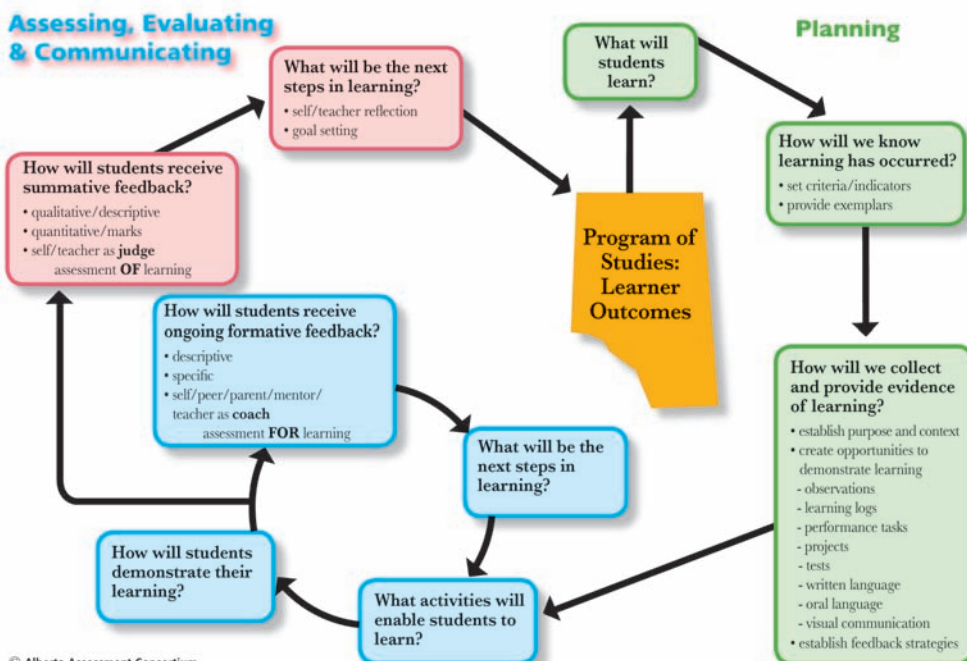 Assessing, Evaluating
& Communicating
What will be the next
steps in learning?
• self/teacher reflection
• goal setting
What will
students
learn?
Planning
How will we know
learning has occurred?
• set criteria/indicators
• provide exemplars
How will students receive
summative feedback?
• qualitative/descriptive
• quantitative/marks
• self/teacher as judge
assessment OF learning
Program of
Studies:
Learner
Outcomes
How will students receive
ongoing formative feedback?
• descriptive
• specific
• self/peer/parent/mentor/
teacher as coach
assessment FOR learning
How will we collect
and provide evidence
of learning?
• establish purpose and context
• create opportunities to
demonstrate learning
- observations
- learning logs
- performance tasks
- projects
- tests
- written language
- oral language
- visual communication
• establish feedback strategies
What will be the
next steps in
learning?
How will students
demonstrate their
learning?
What activities will
enable students to
learn?
© Alberta Assessment Consortium